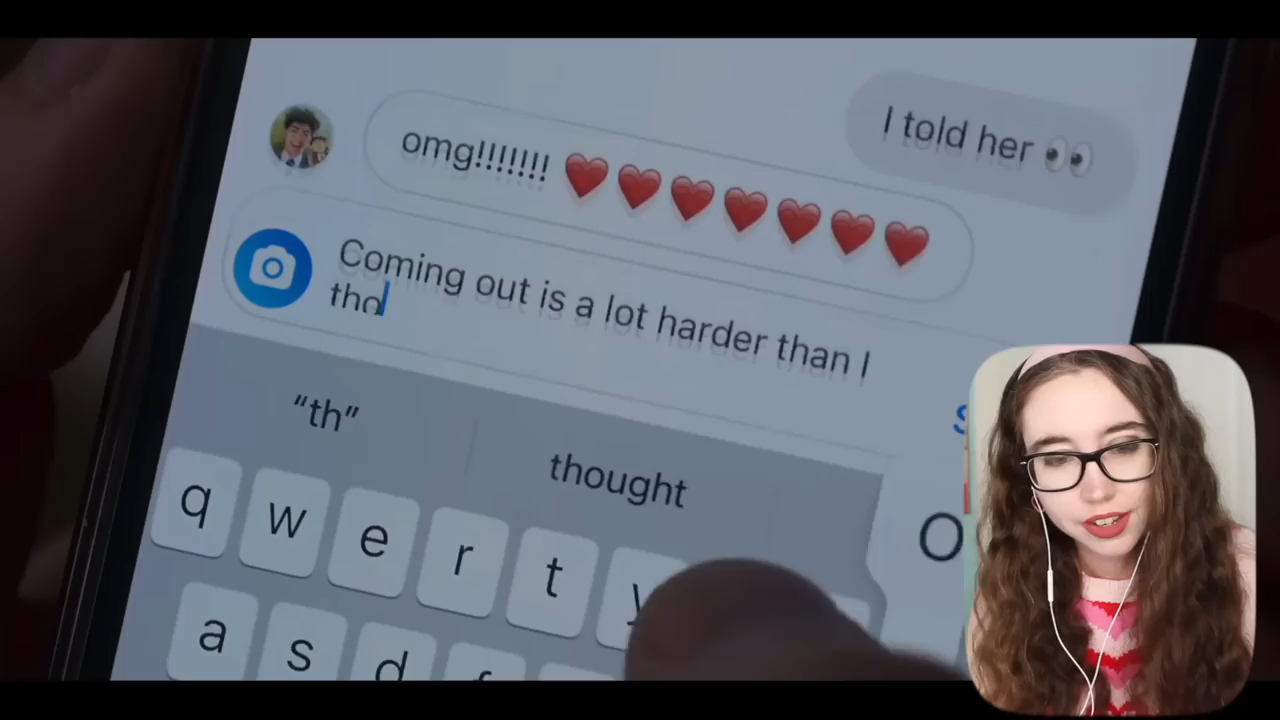 I told her 👀
omg!!!!!!! ❤️❤️❤️❤️❤️❤️❤️
Coming out is a lot harder than I
tho
“th”
thought
q w e r t y
a s d